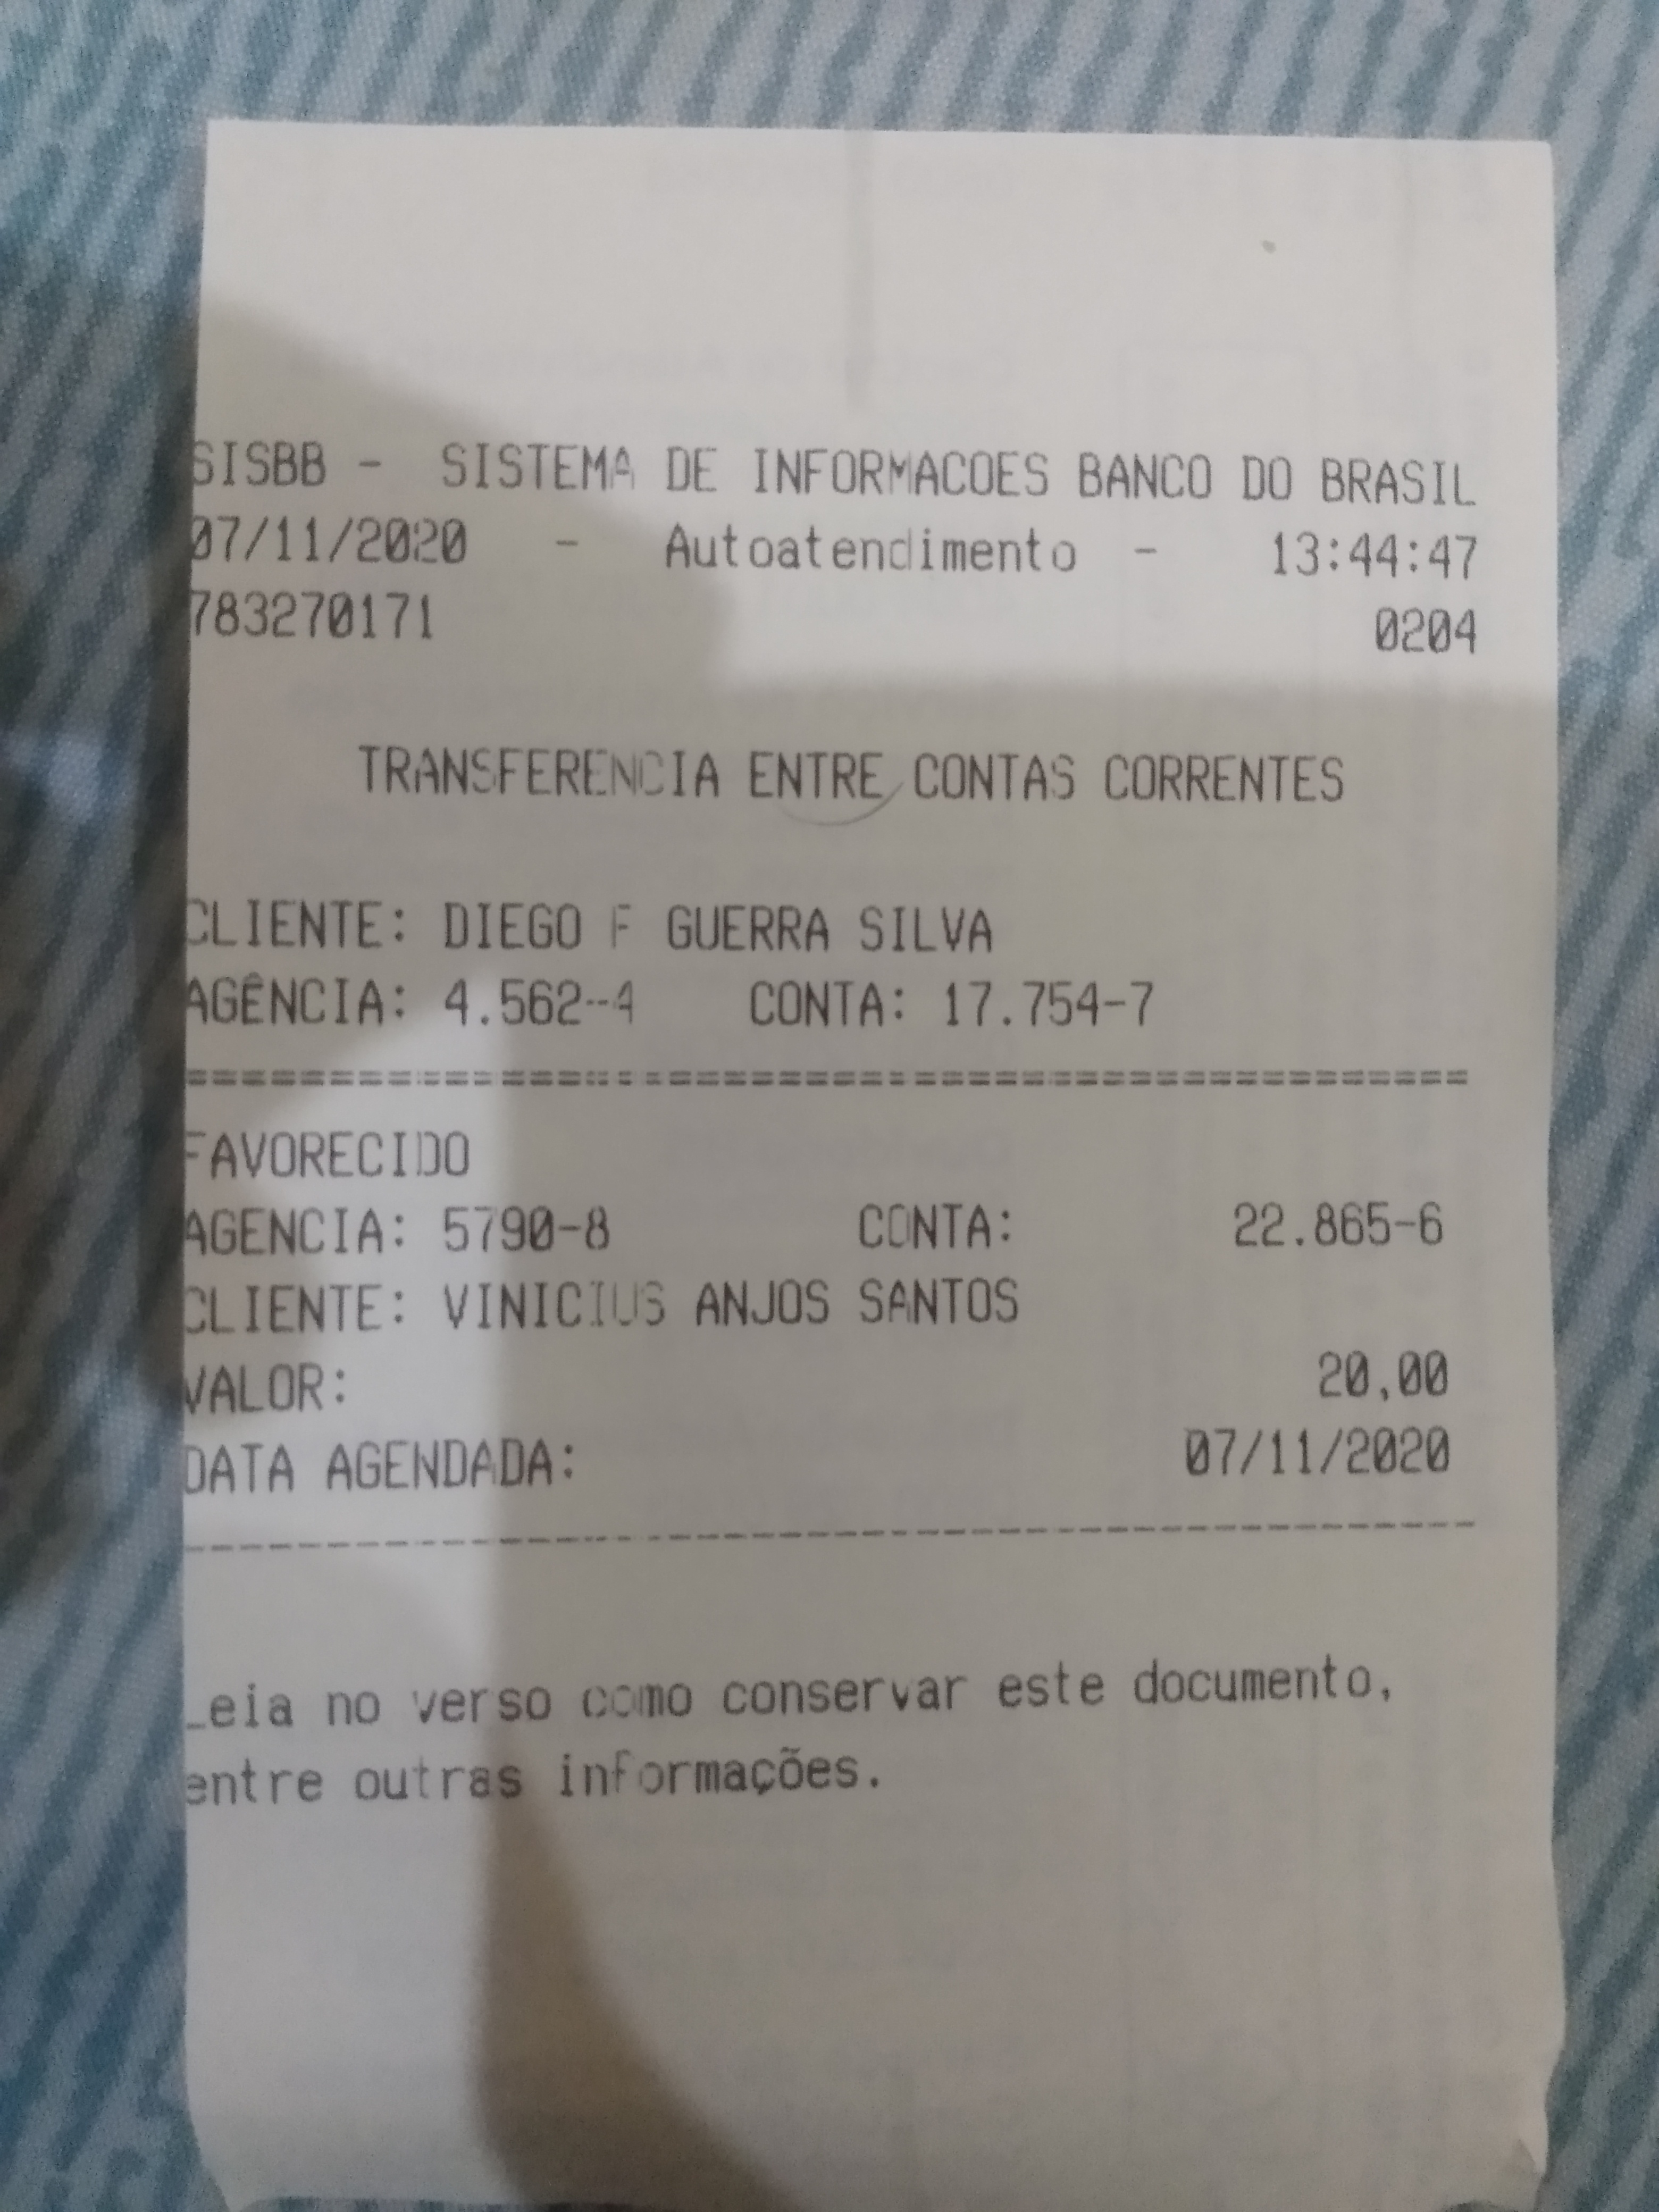 SISBB - SISTEMA DE INFORMACOES BANCO DO BRASIL
07/11/2020 - Autoatendimento - 13:44:47
783270171 0204
TRANSFERENCIA ENTRE CONTAS CORRENTES
CLIENTE: DIEGO F GUERRA SILVA
AGÊNCIA: 4.562-4 CONTA: 17.754-7
==============================================
FAVORECIDO
AGENCIA: 5790-8 CONTA: 22.865-6
CLIENTE: VINICIUS ANJOS SANTOS
VALOR: 20,00
DATA AGENDADA: 07/11/2020
----------------------------------------------
Leia no verso como conservar este documento,
entre outras informações.